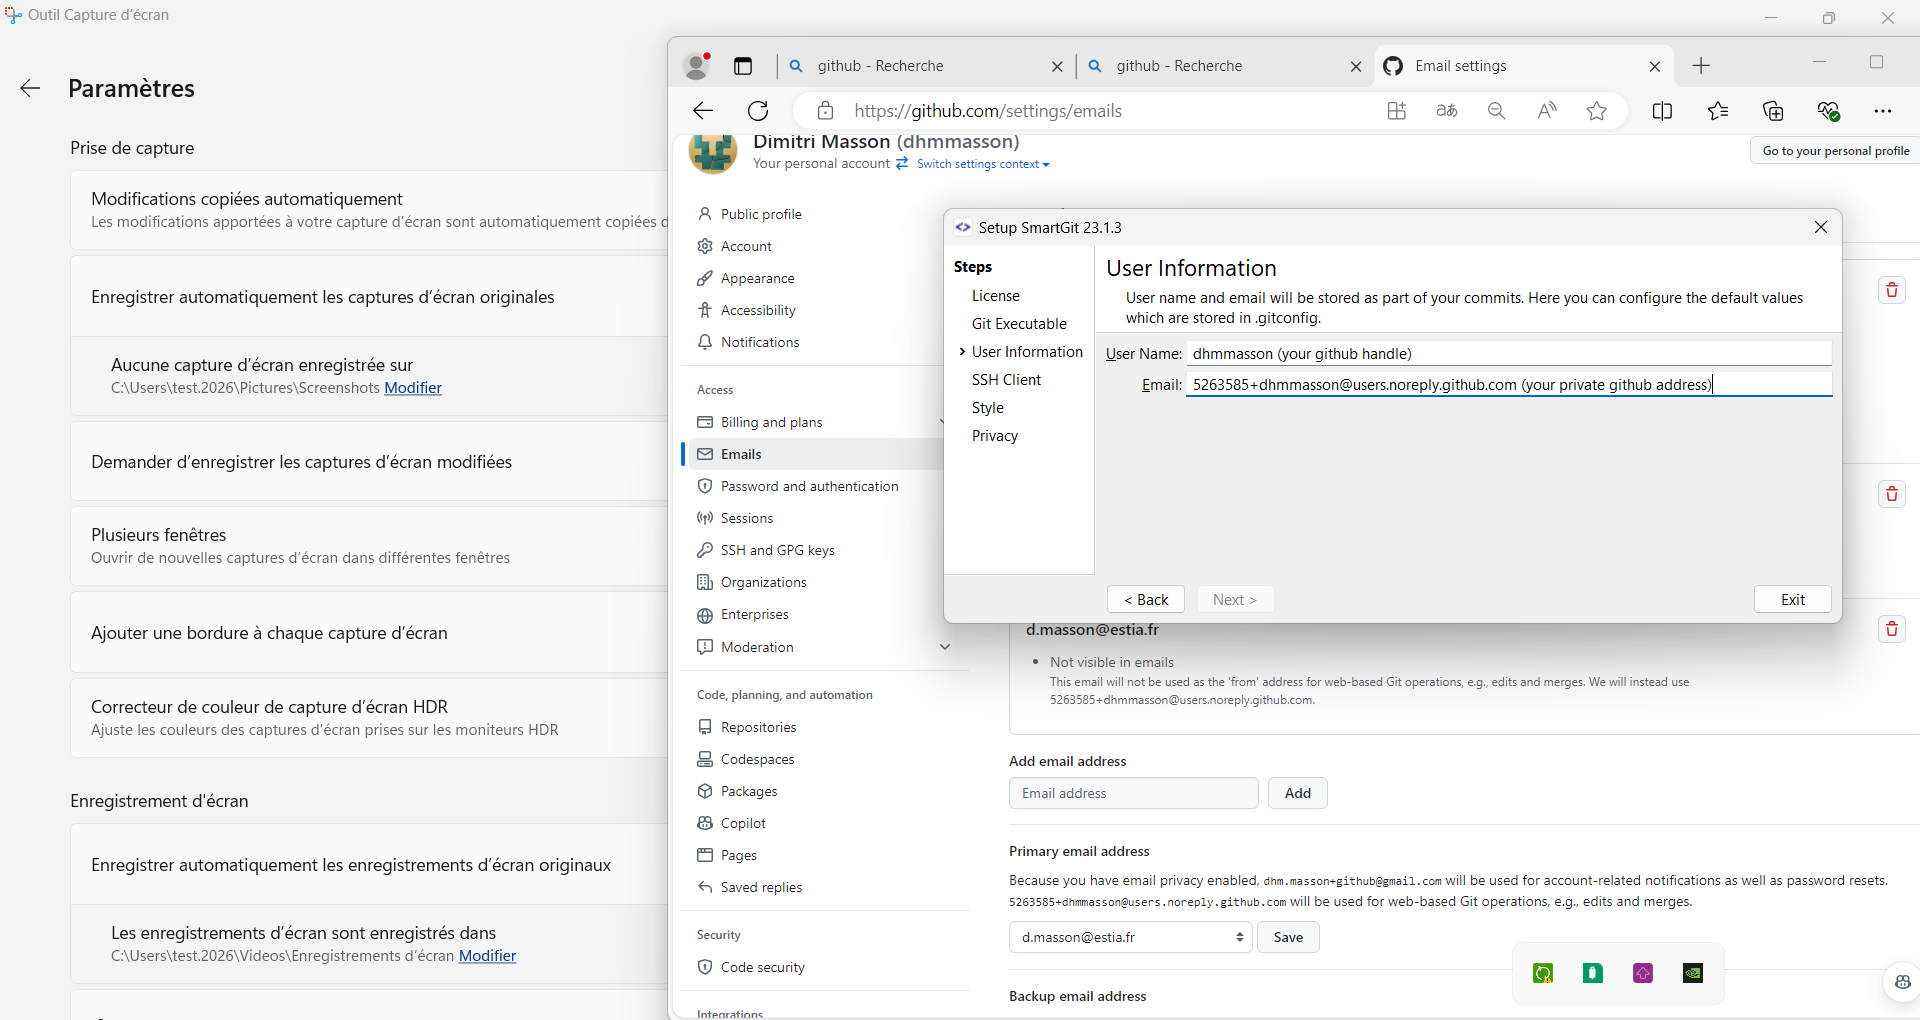 Outil Capture d'écran
Paramètres
Prise de capture
Modifications copiées automatiquement
Les modifications apportées à votre capture d'écran sont automatiquement copiées d
Enregistrer automatiquement les captures d'écran originales
Aucune capture d'écran enregistrée sur
C:\Users\test.2026\Pictures\Screenshots Modifier
Demander d'enregistrer les captures d'écran modifiées
Plusieurs fenêtres
Ouvrir de nouvelles captures d'écran dans différentes fenêtres
Ajouter une bordure à chaque capture d'écran
Correcteur de couleur de capture d'écran HDR
Ajuste les couleurs des captures d'écran prises sur les moniteurs HDR
Enregistrement d'écran
Enregistrer automatiquement les enregistrements d'écran originaux
Les enregistrements d'écran sont enregistrés dans
C:\Users\test.2026\Videos\Enregistrements d'écran Modifier
github - Recherche
github - Recherche
Email settings
https://github.com/settings/emails
Dimitri Masson (dhmmasson)
Your personal account Switch settings context
Go to your personal profile
Public profile
Account
Appearance
Accessibility
Notifications
Access
Billing and plans
Emails
Password and authentication
Sessions
SSH and GPG keys
Organizations
Enterprises
Moderation
Code, planning, and automation
Repositories
Codespaces
Packages
Copilot
Pages
Saved replies
Security
Code security
Integrations
Setup SmartGit 23.1.3
Steps
License
Git Executable
User Information
SSH Client
Style
Privacy
User Information
User name and email will be stored as part of your commits. Here you can configure the default values
which are stored in .gitconfig.
User Name: dhmmasson (your github handle)
Email: 5263585+dhmmasson@users.noreply.github.com (your private github address)
< Back
Next >
Exit
d.masson@estia.fr
Not visible in emails
This email will not be used as the 'from' address for web-based Git operations, e.g., edits and merges. We will instead use
5263585+dhmmasson@users.noreply.github.com.
Add email address
Email address
Add
Primary email address
Because you have email privacy enabled, dhm.masson+github@gmail.com will be used for account-related notifications as well as password resets.
5263585+dhmmasson@users.noreply.github.com will be used for web-based Git operations, e.g., edits and merges.
d.masson@estia.fr
Save
Backup email address